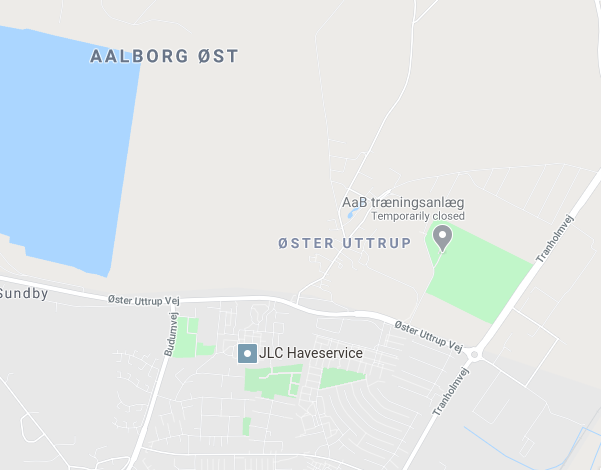 AALBORG ØST
AaB træningsanlæg
Temporarily closed
ØSTER UTTRUP
Tranholmvej
Sundby
Øster Uttrup Vej
Budumvej
Øster Uttrup Vej
JLC Haveservice
Tranholmvej